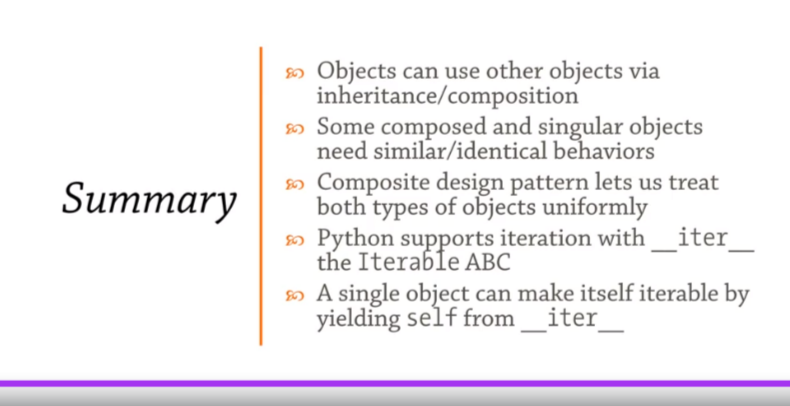 Summary
Objects can use other objects via
inheritance/composition
Some composed and singular objects
need similar/identical behaviors
Composite design pattern lets us treat
both types of objects uniformly
Python supports iteration with __iter__
the Iterable ABC
A single object can make itself iterable by
yielding self from __iter__